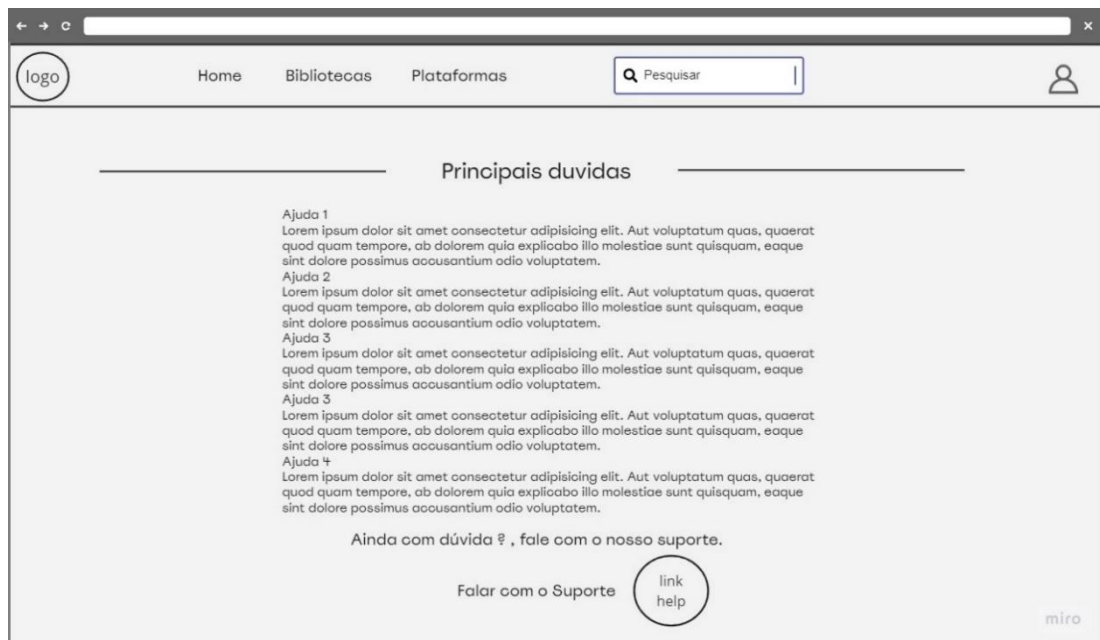 logo
Home Bibliotecas Plataformas Pesquisar
Principais duvidas
Ajuda 1
Lorem ipsum dolor sit amet consectetur adipisicing elit. Aut voluptatum quas, quaerat
quod quam tempore, ab dolorem quia explicabo illo molestiae sunt quisquam, eaque
sint dolore possimus accusantium odio voluptatem.
Ajuda 2
Lorem ipsum dolor sit amet consectetur adipisicing elit. Aut voluptatum quas, quaerat
quod quam tempore, ab dolorem quia explicabo illo molestiae sunt quisquam, eaque
sint dolore possimus accusantium odio voluptatem.
Ajuda 3
Lorem ipsum dolor sit amet consectetur adipisicing elit. Aut voluptatum quas, quaerat
quod quam tempore, ab dolorem quia explicabo illo molestiae sunt quisquam, eaque
sint dolore possimus accusantium odio voluptatem.
Ajuda 3
Lorem ipsum dolor sit amet consectetur adipisicing elit. Aut voluptatum quas, quaerat
quod quam tempore, ab dolorem quia explicabo illo molestiae sunt quisquam, eaque
sint dolore possimus accusantium odio voluptatem.
Ajuda 4
Lorem ipsum dolor sit amet consectetur adipisicing elit. Aut voluptatum quas, quaerat
quod quam tempore, ab dolorem quia explicabo illo molestiae sunt quisquam, eaque
sint dolore possimus accusantium odio voluptatem.
Ainda com dúvida ? , fale com o nosso suporte.
Falar com o Suporte
link
help
miro